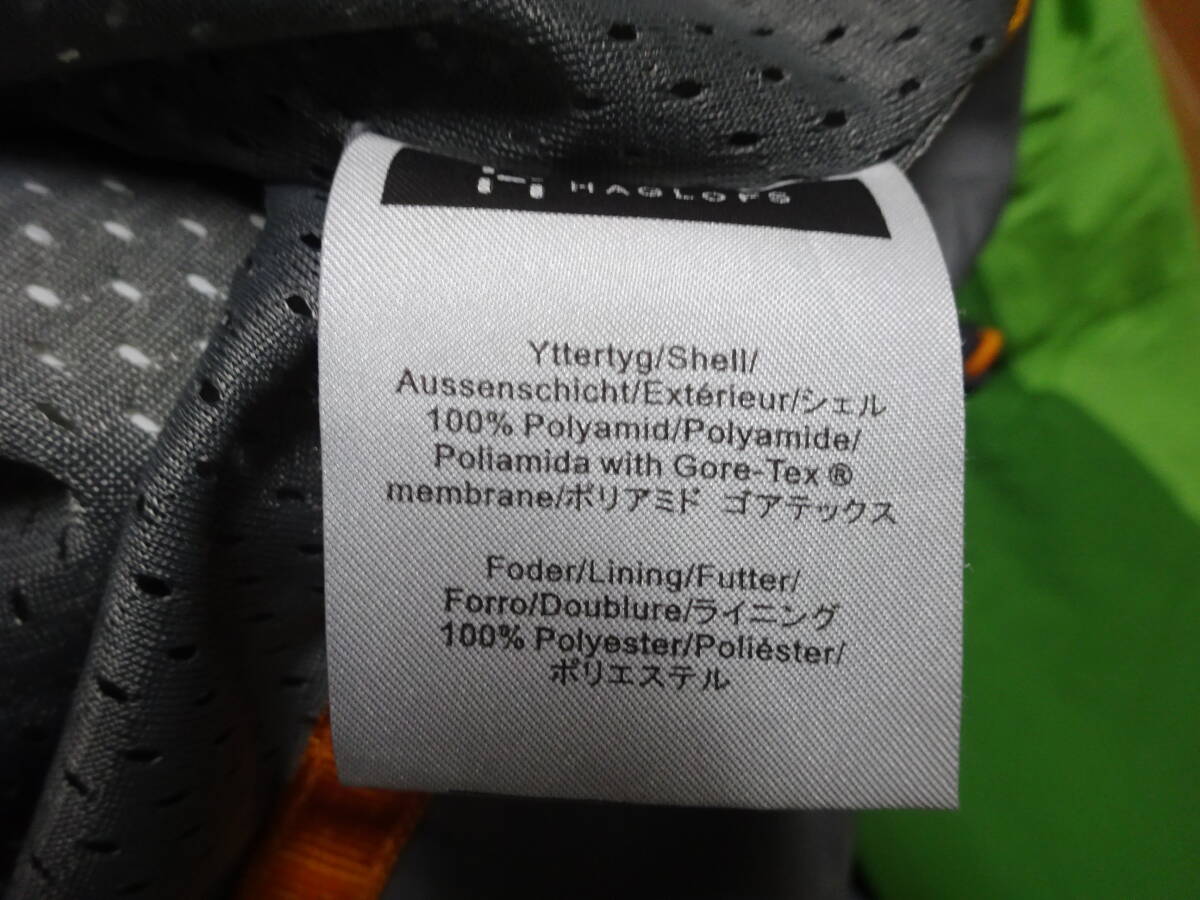 HAGLÖFS
Yttertyg/Shell/
Aussenschicht/Extérieur/シェル
100% Polyamid/Polyamide/
Poliamida with Gore-Tex ®
membrane/ポリアミド ゴアテックス
Foder/Lining/Futter/
Forro/Doublure/ライニング
100% Polyester/Poliéster/
ポリエステル